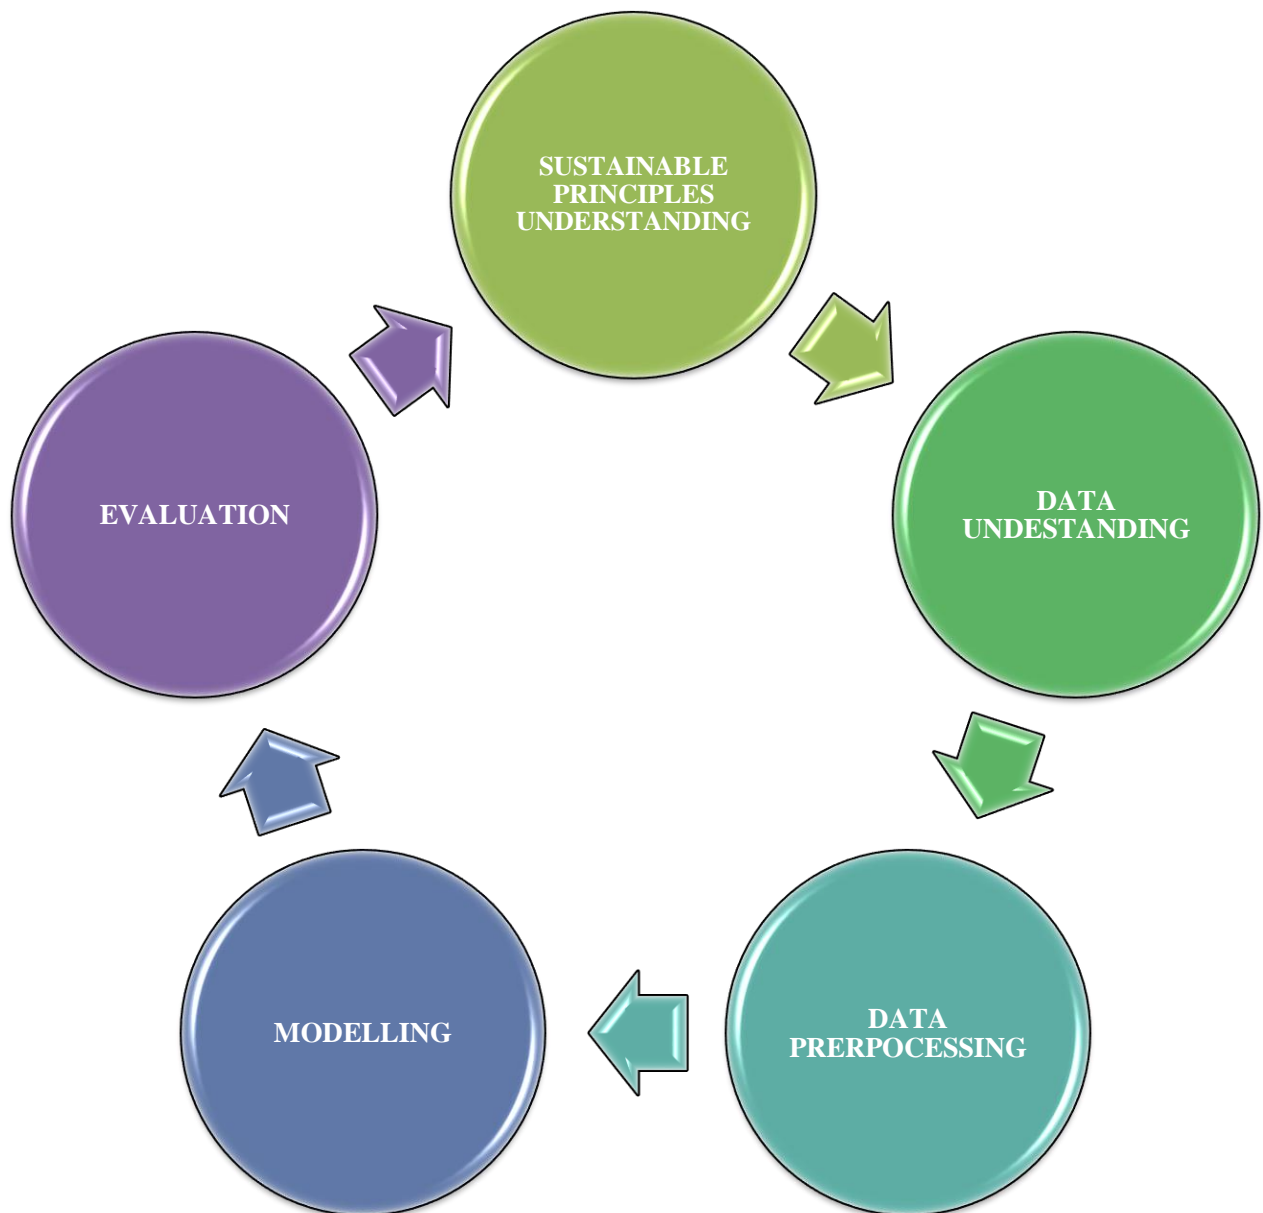 SUSTAINABLE
PRINCIPLES
UNDERSTANDING
DATA
UNDESTANDING
DATA
PRERPOCESSING
MODELLING
EVALUATION